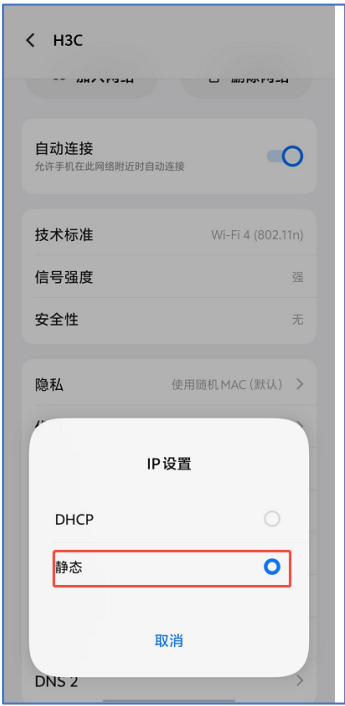 H3C
自动连接
允许手机在此网络附近时自动连接
技术标准 Wi-Fi 4 (802.11n)
信号强度 强
安全性 无
隐私 使用随机 MAC (默认)
IP 设置
DHCP
静态
取消
DNS 2